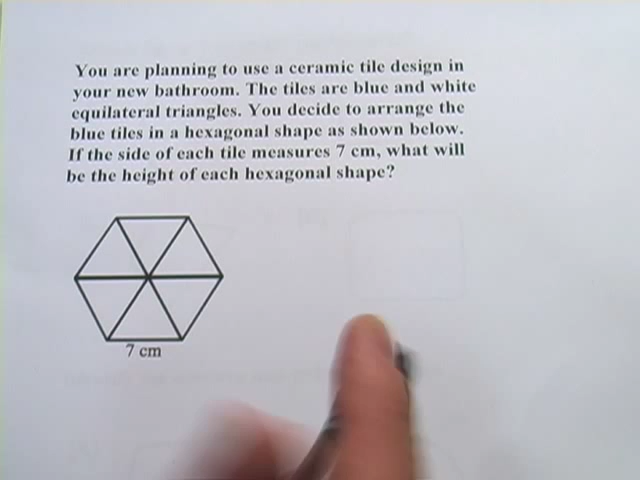 You are planning to use a ceramic tile design in
your new bathroom. The tiles are blue and white
equilateral triangles. You decide to arrange the
blue tiles in a hexagonal shape as shown below.
If the side of each tile measures 7 cm, what will
be the height of each hexagonal shape?
7 cm